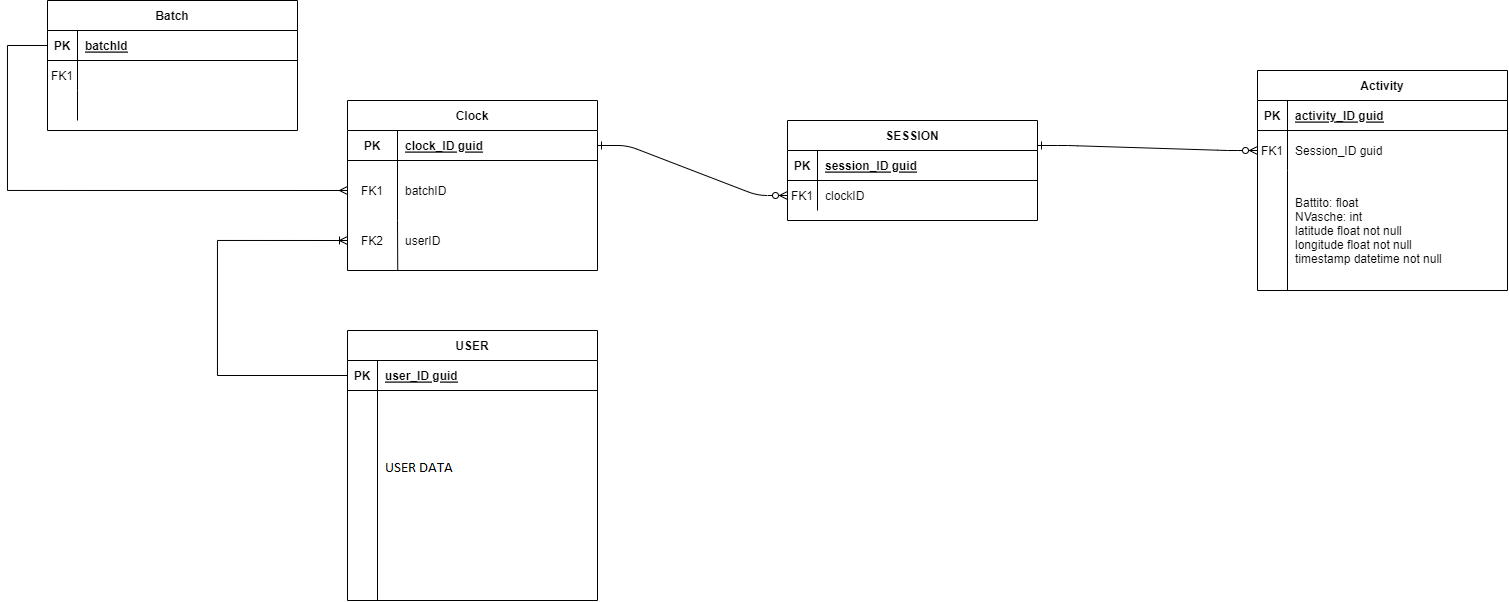 Batch
PK batchId
FK1
Clock
PK clock_ID guid
FK1 batchID
FK2 userID
USER
PK user_ID guid
USER DATA
SESSION
PK session_ID guid
FK1 clockID
Activity
PK activity_ID guid
FK1 Session_ID guid
Battito: float
NVasche: int
latitude float not null
longitude float not null
timestamp datetime not null